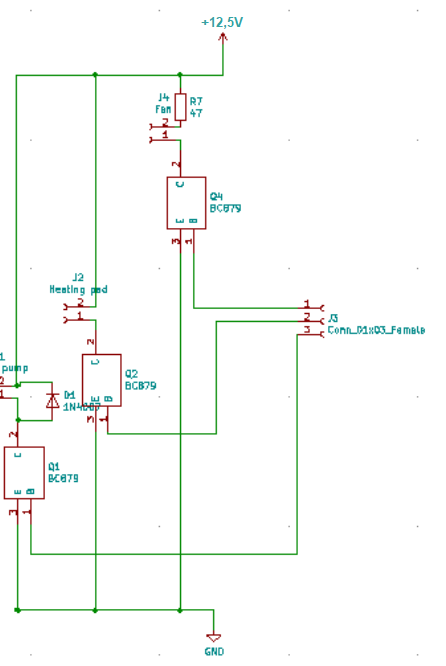 +12,5V
J4
Fan
R7
47
2
1
2
C
Q4
BC879
E
B
3
1
J2
Heating pad
2
1
1
2
3
J3
Conn_01x03_Female
2
C
Q2
BC879
E
B
3
1
1
pump
2
1
D1
2
C
Q1
BC879
E
B
3
1
GND